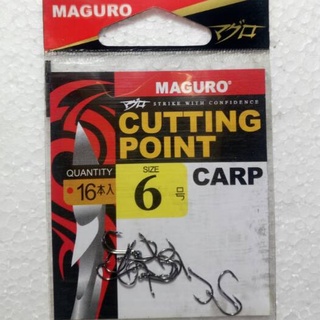 MAGURO
マグロ
MAGURO®
マグロ STRIKE WITH CONFIDENCE
CUTTING
POINT
CARP
QUANTITY
16本入
SIZE
6号